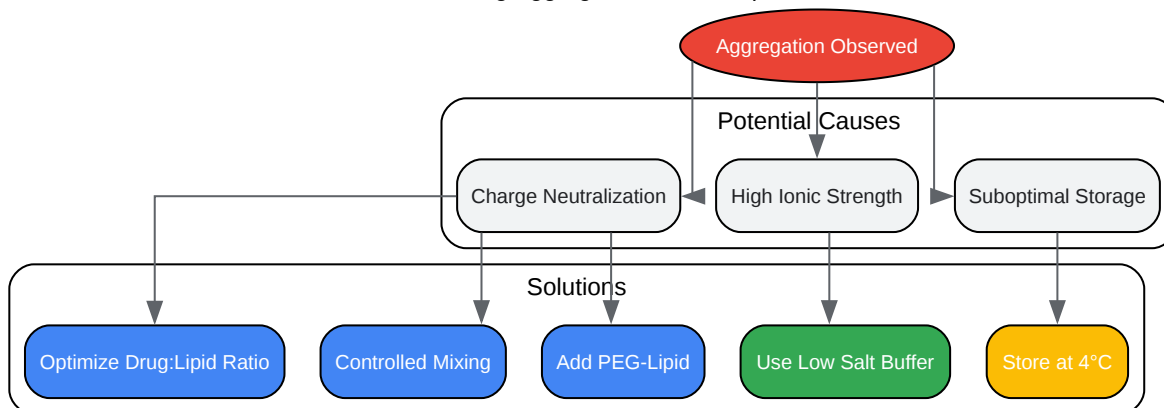 Aggregation Observed
Potential Causes
Charge Neutralization
High Ionic Strength
Suboptimal Storage
Solutions
Optimize Drug:Lipid Ratio
Controlled Mixing
Add PEG-Lipid
Use Low Salt Buffer
Store at 4°C